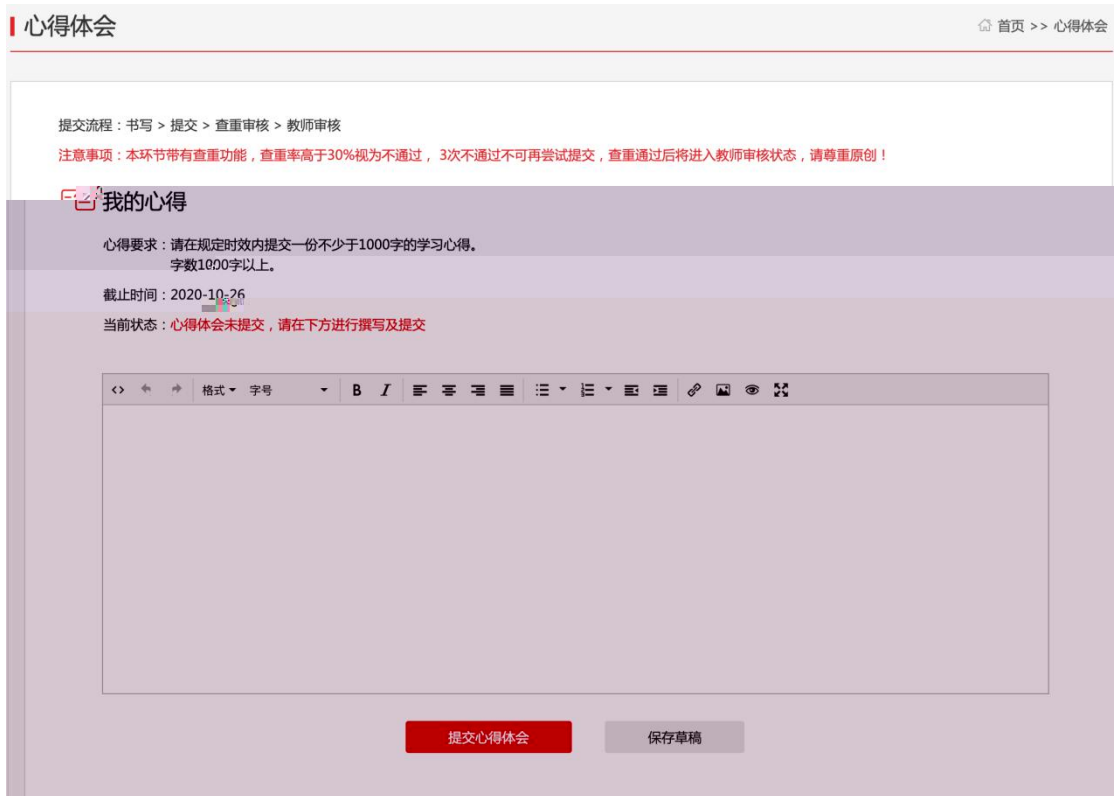 心得体会
首页 >> 心得体会
提交流程：书写 > 提交 > 查重审核 > 教师审核
注意事项：本环节带有查重功能，查重率高于30%视为不通过， 3次不通过不可再尝试提交，查重通过后将进入教师审核状态，请尊重原创！
我的心得
心得要求：请在规定时效内提交一份不少于1000字的学习心得。
字数1000字以上。
截止时间：2020-10-26
当前状态：心得体会未提交，请在下方进行撰写及提交
格式 字号 B I
提交心得体会 保存草稿